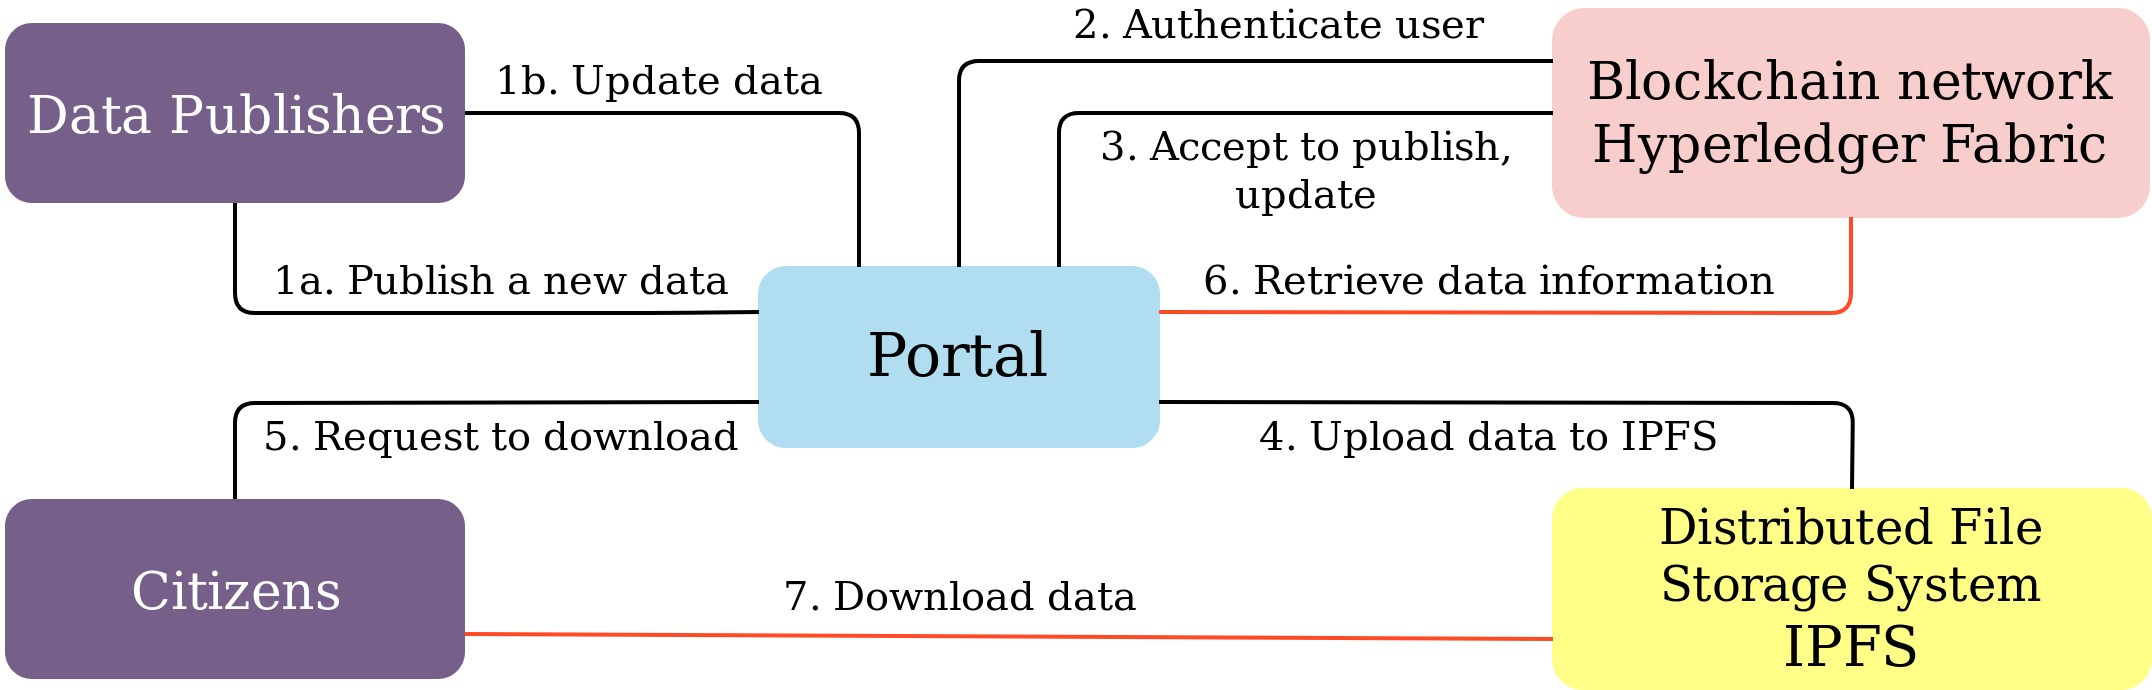 2. Authenticate user
1b. Update data
Data Publishers
Blockchain network
Hyperledger Fabric
3. Accept to publish,
update
1a. Publish a new data
6. Retrieve data information
Portal
5. Request to download
4. Upload data to IPFS
Citizens
7. Download data
Distributed File
Storage System
IPFS